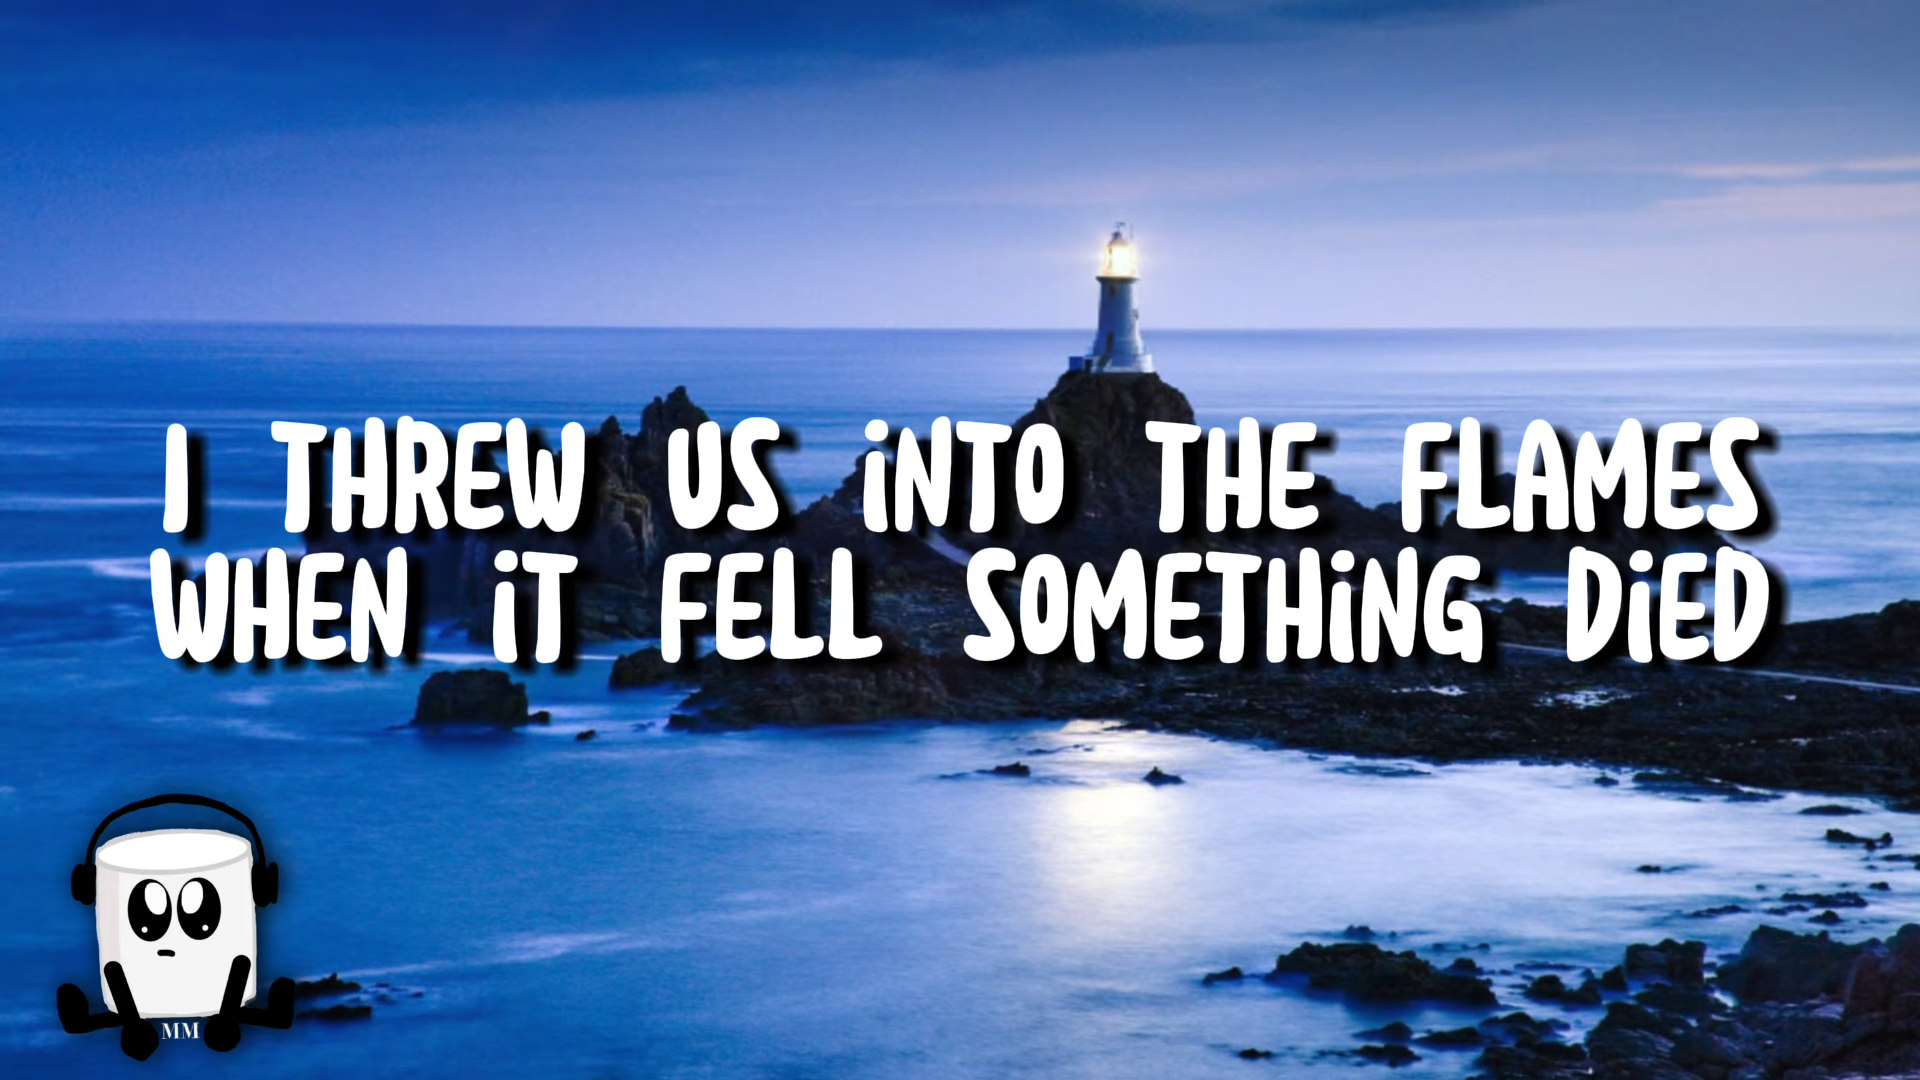 I THREW US iNTO THE FLAMES
WHEN iT FELL SOMETHiNG DiED
MM